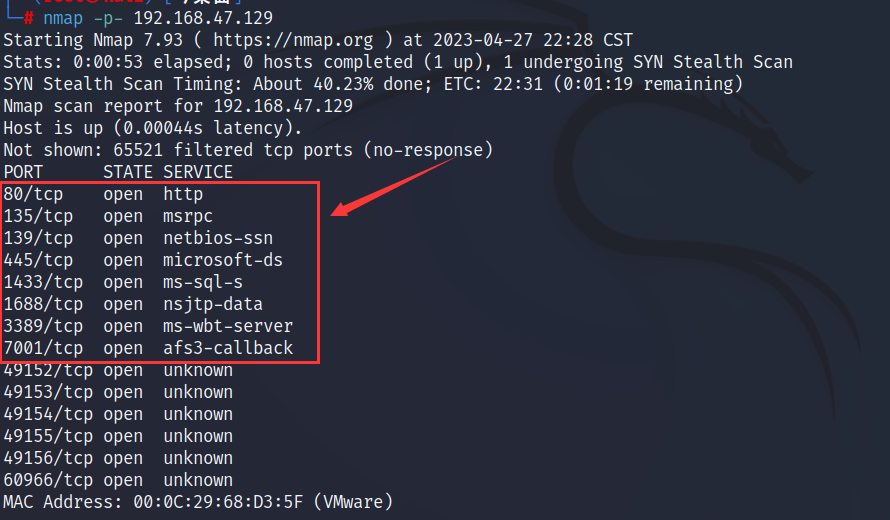 └─# nmap -p- 192.168.47.129
Starting Nmap 7.93 ( https://nmap.org ) at 2023-04-27 22:28 CST
Stats: 0:00:53 elapsed; 0 hosts completed (1 up), 1 undergoing SYN Stealth Scan
SYN Stealth Scan Timing: About 40.23% done; ETC: 22:31 (0:01:19 remaining)
Nmap scan report for 192.168.47.129
Host is up (0.00044s latency).
Not shown: 65521 filtered tcp ports (no-response)
PORT      STATE SERVICE
80/tcp    open  http
135/tcp   open  msrpc
139/tcp   open  netbios-ssn
445/tcp   open  microsoft-ds
1433/tcp  open  ms-sql-s
1688/tcp  open  nsjtp-data
3389/tcp  open  ms-wbt-server
7001/tcp  open  afs3-callback
49152/tcp open  unknown
49153/tcp open  unknown
49154/tcp open  unknown
49155/tcp open  unknown
49156/tcp open  unknown
60966/tcp open  unknown
MAC Address: 00:0C:29:68:D3:5F (VMware)